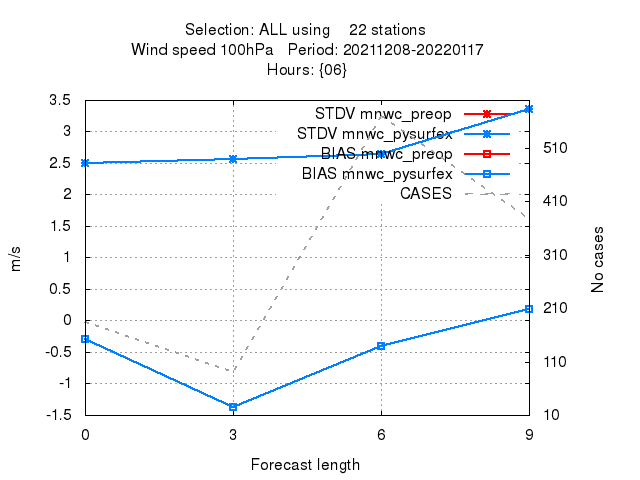 Selection: ALL using 22 stations
Wind speed 100hPa Period: 20211208-20220117
Hours: {06}
STDV mnwc_preop
STDV mnwc_pysurfex
BIAS mnwc_preop
BIAS mnwc_pysurfex
CASES
3.5
3
2.5
2
1.5
1
0.5
0
-0.5
-1
-1.5
m/s
510
410
310
210
110
10
No cases
0 3 6 9
Forecast length